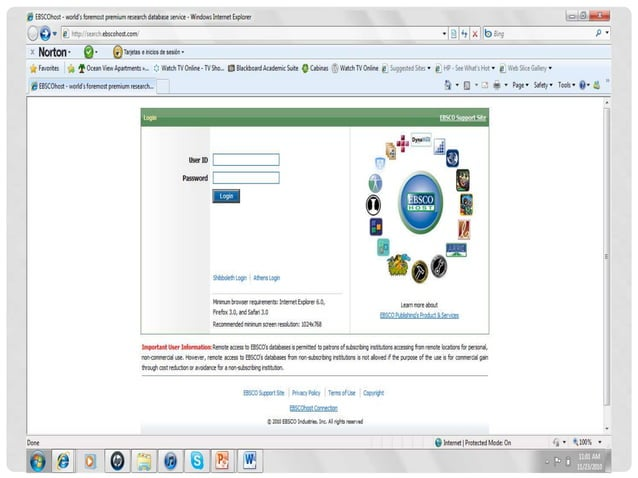 EBSCOhost - world's foremost premium research database service - Windows Internet Explorer
http://search.ebscohost.com/
Bing
x Norton
Tarjetas e inicios de sesión
Favorites Ocean View Apartments »... Watch TV Online - TV Sho... Blackboard Academic Suite Cabinas Watch TV Online Suggested Sites HP - See What's Hot Web Slice Gallery
EBSCOhost - world's foremost premium research...
Page Safety Tools
Login
EBSCO Support Site
DynaMed
User ID
Password
Login
EBSCO
HOST
Shibboleth Login | Athens Login
Minimum browser requirements: Internet Explorer 6.0,
Firefox 3.0, and Safari 3.0
Recommended minimum screen resolution: 1024x768
Learn more about
EBSCO Publishing's Product & Services
Important User Information: Remote access to EBSCO's databases is permitted to patrons of subscribing institutions accessing from remote locations for personal,
non-commercial use. However, remote access to EBSCO's databases from non-subscribing institutions is not allowed if the purpose of the use is for commercial gain
through cost reduction or avoidance for a non-subscribing institution.
EBSCO Support Site | Privacy Policy | Terms of Use | Copyright
EBSCOhost Connection
© 2010 EBSCO Industries, Inc. All rights reserved
Done
Internet | Protected Mode: On
100%
11:01 AM
11/23/2010